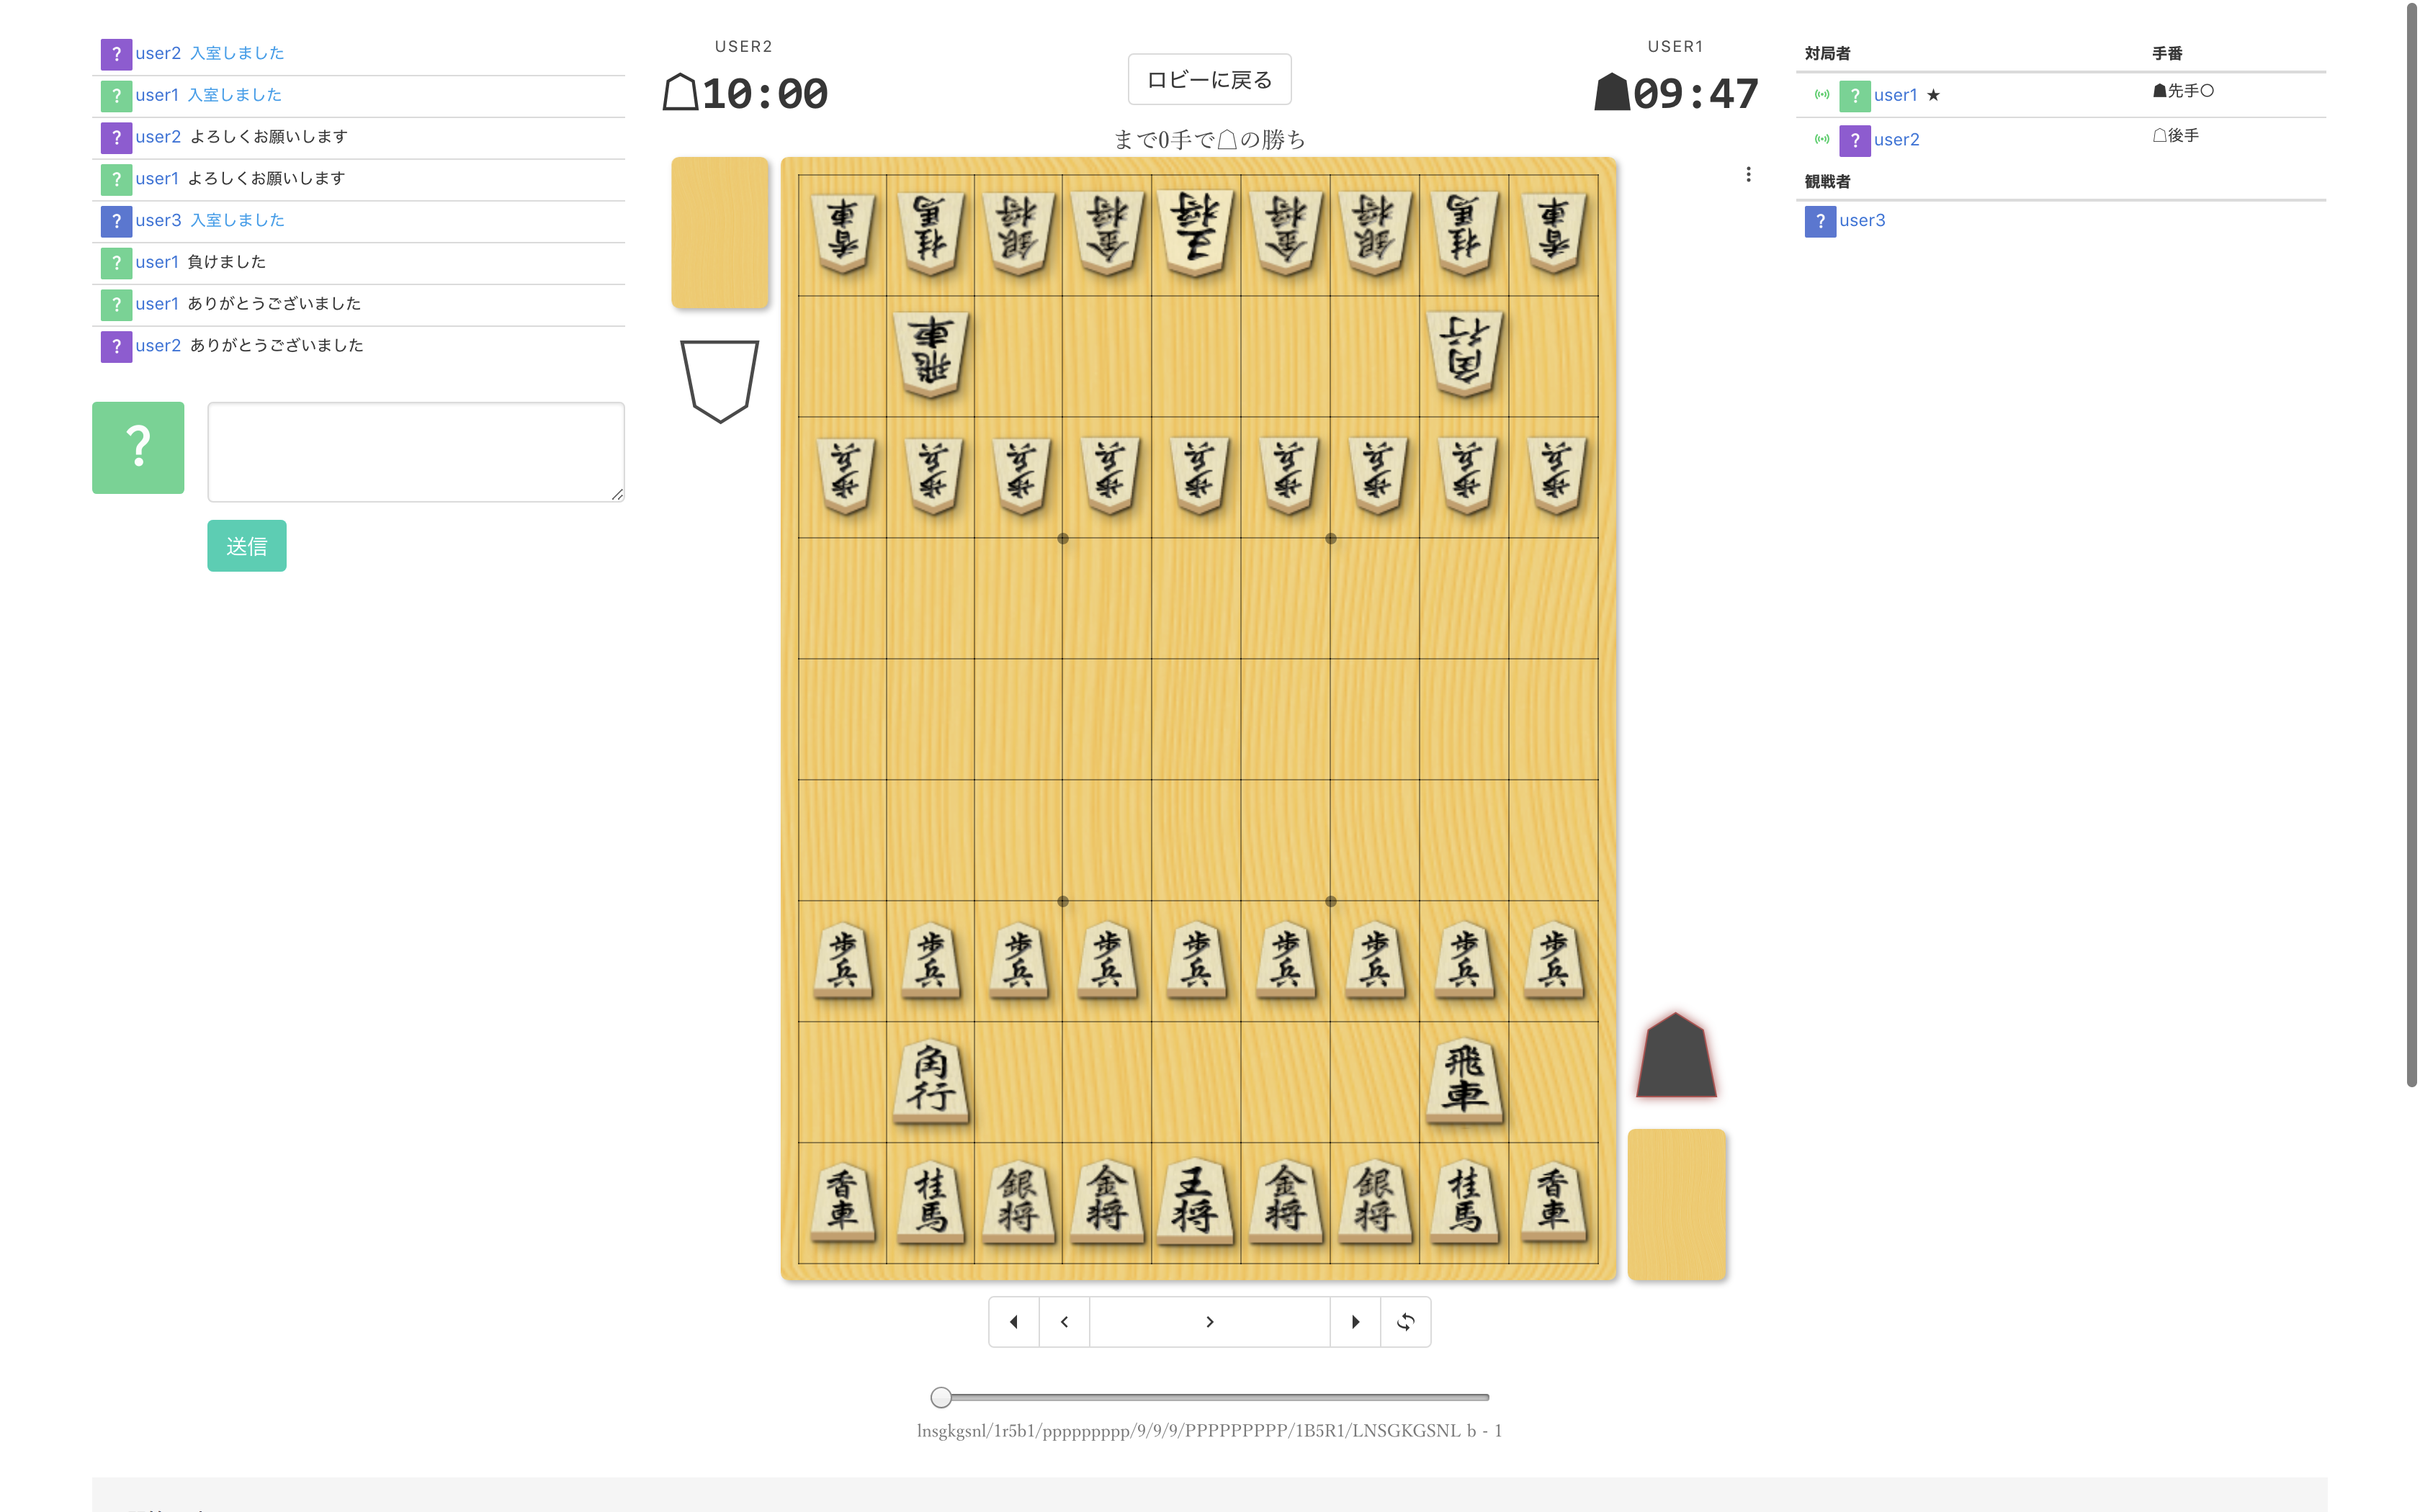 ? user2 入室しました
? user1 入室しました
? user2 よろしくお願いします
? user1 よろしくお願いします
? user3 入室しました
? user1 負けました
? user1 ありがとうございました
? user2 ありがとうございました
?
送信
USER2
☖10:00
ロビーに戻る
USER1
☗09:47
まで0手で☖の勝ち
香車 桂馬 銀将 金将 王将 金将 銀将 桂馬 香車
飛車 角行
歩兵 歩兵 歩兵 歩兵 歩兵 歩兵 歩兵 歩兵 歩兵
歩兵 歩兵 歩兵 歩兵 歩兵 歩兵 歩兵 歩兵 歩兵
角行 飛車
香車 桂馬 銀将 金将 王将 金将 銀将 桂馬 香車
lnsgkgsnl/1r5b1/ppppppppp/9/9/9/PPPPPPPPP/1B5R1/LNSGKGSNL b - 1
対局者 手番
? user1 ★ ☗先手〇
? user2 ☖後手
観戦者
? user3